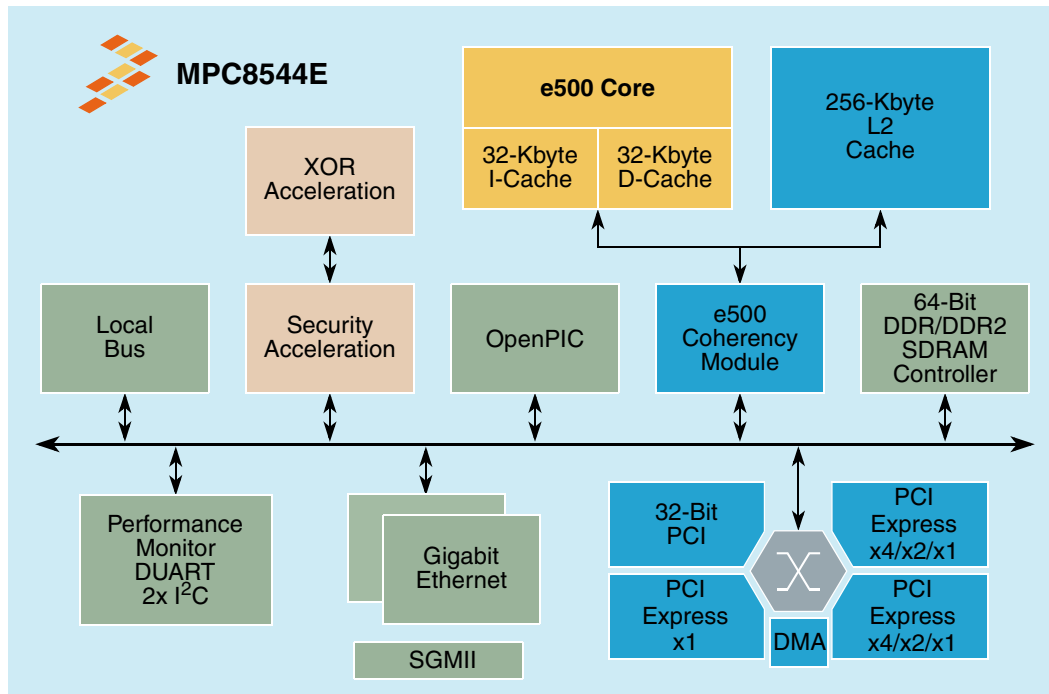 MPC8544E
e500 Core
32-Kbyte
I-Cache
32-Kbyte
D-Cache
256-Kbyte
L2
Cache
XOR
Acceleration
Local
Bus
Security
Acceleration
OpenPIC
e500
Coherency
Module
64-Bit
DDR/DDR2
SDRAM
Controller
Performance
Monitor
DUART
2x I²C
Gigabit
Ethernet
SGMII
32-Bit
PCI
PCI
Express
x4/x2/x1
PCI
Express
x1
DMA
PCI
Express
x4/x2/x1